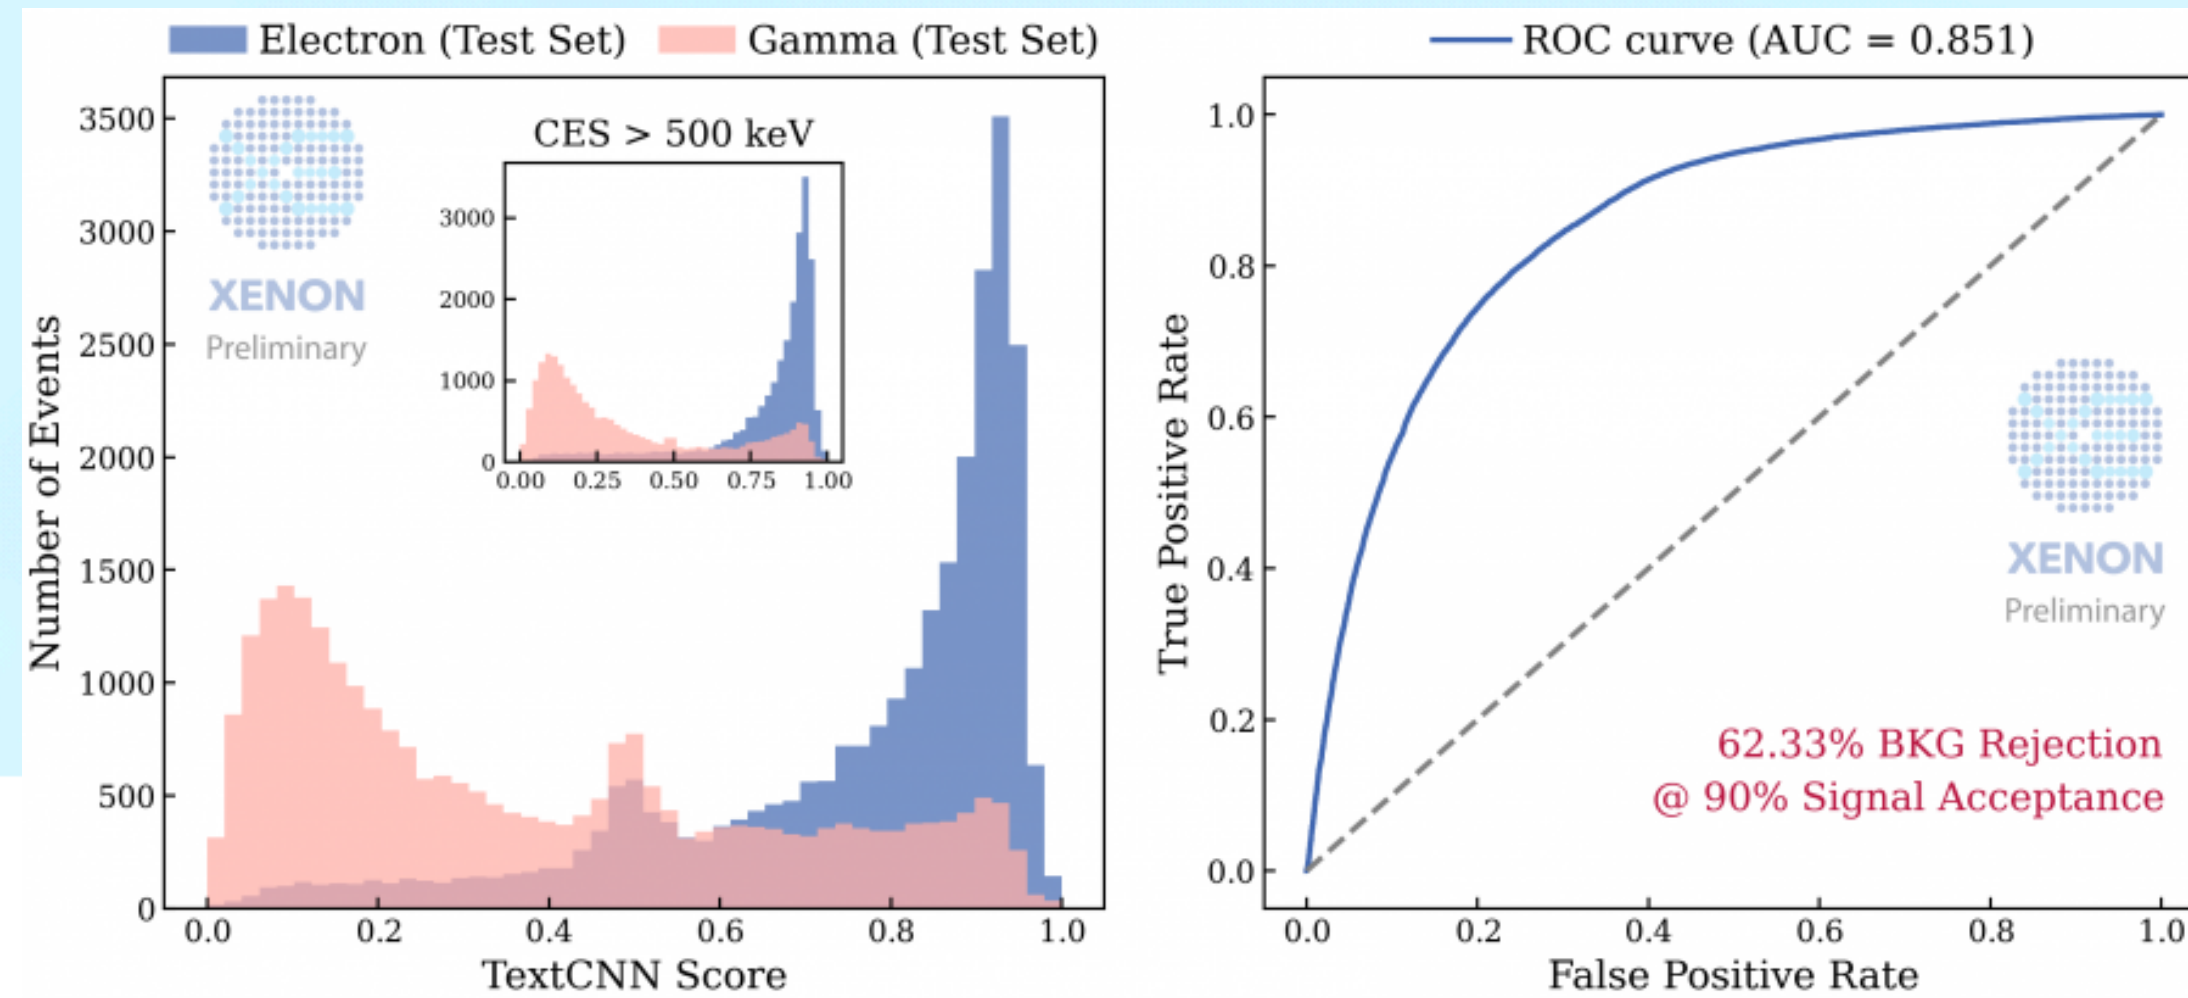 Electron (Test Set) Gamma (Test Set)
CES > 500 keV
3000
2000
1000
0
0.00 0.25 0.50 0.75 1.00
XENON
Preliminary
Number of Events
3500
3000
2500
2000
1500
1000
500
0
0.0 0.2 0.4 0.6 0.8 1.0
TextCNN Score
ROC curve (AUC = 0.851)
True Positive Rate
1.0
0.8
0.6
0.4
0.2
0.0
XENON
Preliminary
62.33% BKG Rejection
@ 90% Signal Acceptance
0.0 0.2 0.4 0.6 0.8 1.0
False Positive Rate